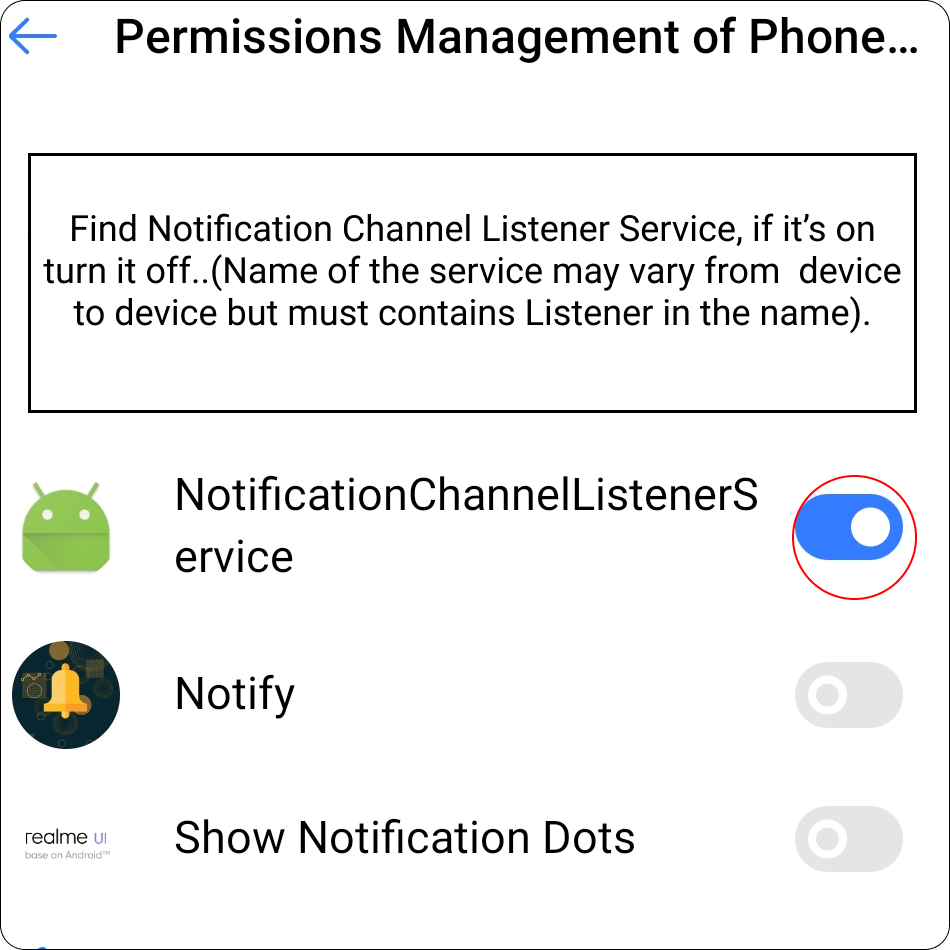 Permissions Management of Phone...
Find Notification Channel Listener Service, if it’s on
turn it off..(Name of the service may vary from  device
to device but must contains Listener in the name).
NotificationChannelListenerS
ervice
Notify
realme UI
base on Android™
Show Notification Dots